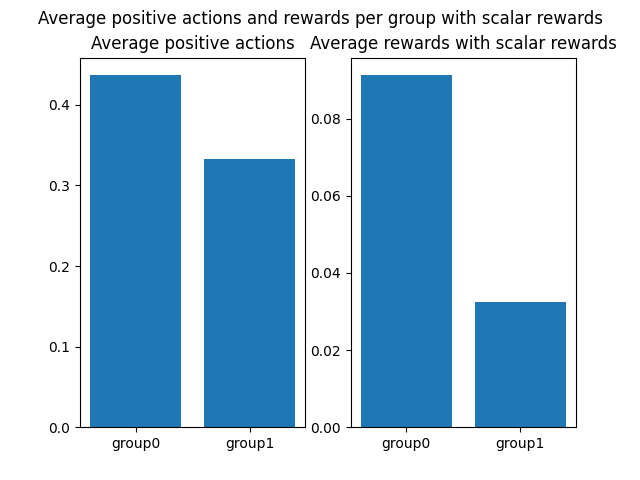 Average positive actions and rewards per group with scalar rewards
Average positive actions
0.4
0.3
0.2
0.1
0.0
group0 group1
Average rewards with scalar rewards
0.08
0.06
0.04
0.02
0.00
group0 group1